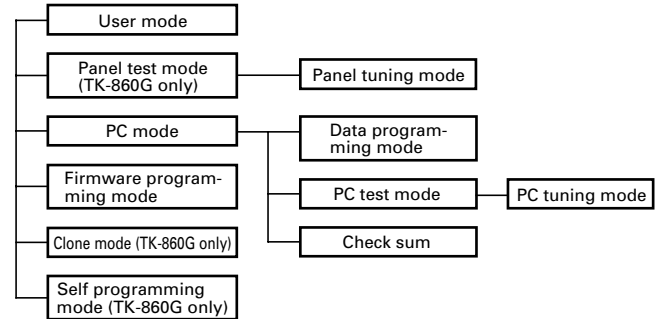 User mode
Panel test mode
(TK-860G only)
Panel tuning mode
PC mode
Data program-
ming mode
Firmware program-
ming mode
PC test mode
PC tuning mode
Clone mode (TK-860G only)
Check sum
Self programming
mode (TK-860G only)